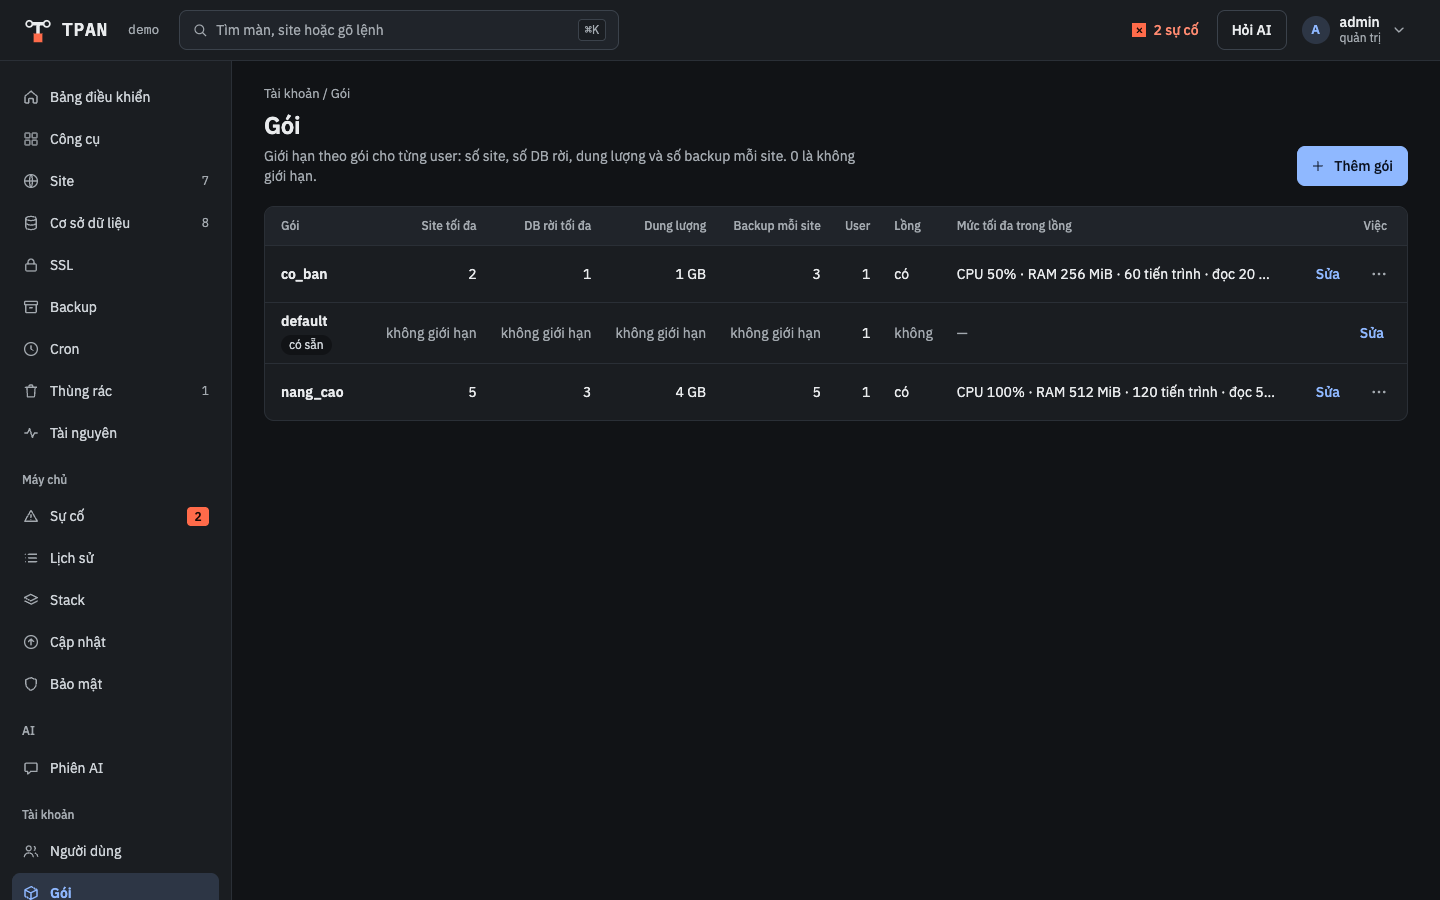 TPAN demo
Tìm màn, site hoặc gõ lệnh ⌘K
2 sự cố
Hỏi AI
A
admin
quản trị
Bảng điều khiển
Công cụ
Site 7
Cơ sở dữ liệu 8
SSL
Backup
Cron
Thùng rác 1
Tài nguyên
Máy chủ
Sự cố 2
Lịch sử
Stack
Cập nhật
Bảo mật
AI
Phiên AI
Tài khoản
Người dùng
Gói
Tài khoản / Gói
Gói
Giới hạn theo gói cho từng user: số site, số DB rời, dung lượng và số backup mỗi site. 0 là không
giới hạn.
+ Thêm gói
Gói Site tối đa DB rời tối đa Dung lượng Backup mỗi site User Lồng Mức tối đa trong lồng Việc
co_ban 2 1 1 GB 3 1 có CPU 50% · RAM 256 MiB · 60 tiến trình · đọc 20 ... Sửa ···
default không giới hạn không giới hạn không giới hạn không giới hạn 1 không — Sửa
có sẵn
nang_cao 5 3 4 GB 5 1 có CPU 100% · RAM 512 MiB · 120 tiến trình · đọc 5... Sửa ···